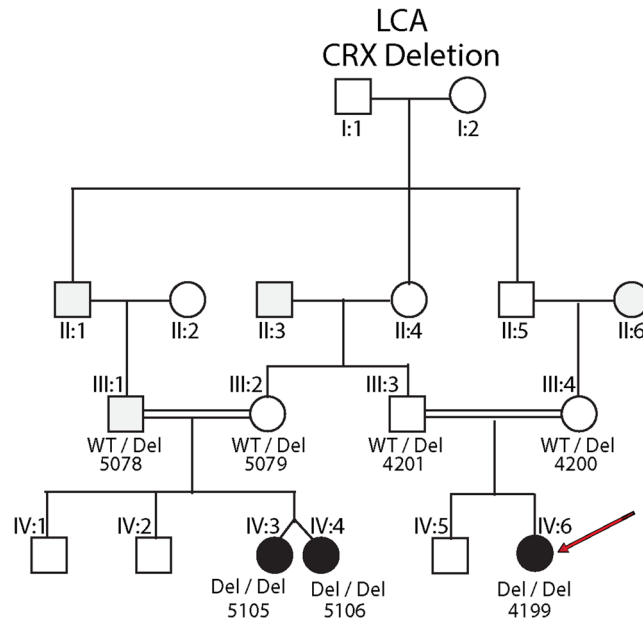 LCA
CRX Deletion
I:1
I:2
II:1
II:2
II:3
II:4
II:5
II:6
III:1
III:2
III:3
III:4
WT / Del
5078
WT / Del
5079
WT / Del
4201
WT / Del
4200
IV:1
IV:2
IV:3
IV:4
IV:5
IV:6
Del / Del
5105
Del / Del
5106
Del / Del
4199